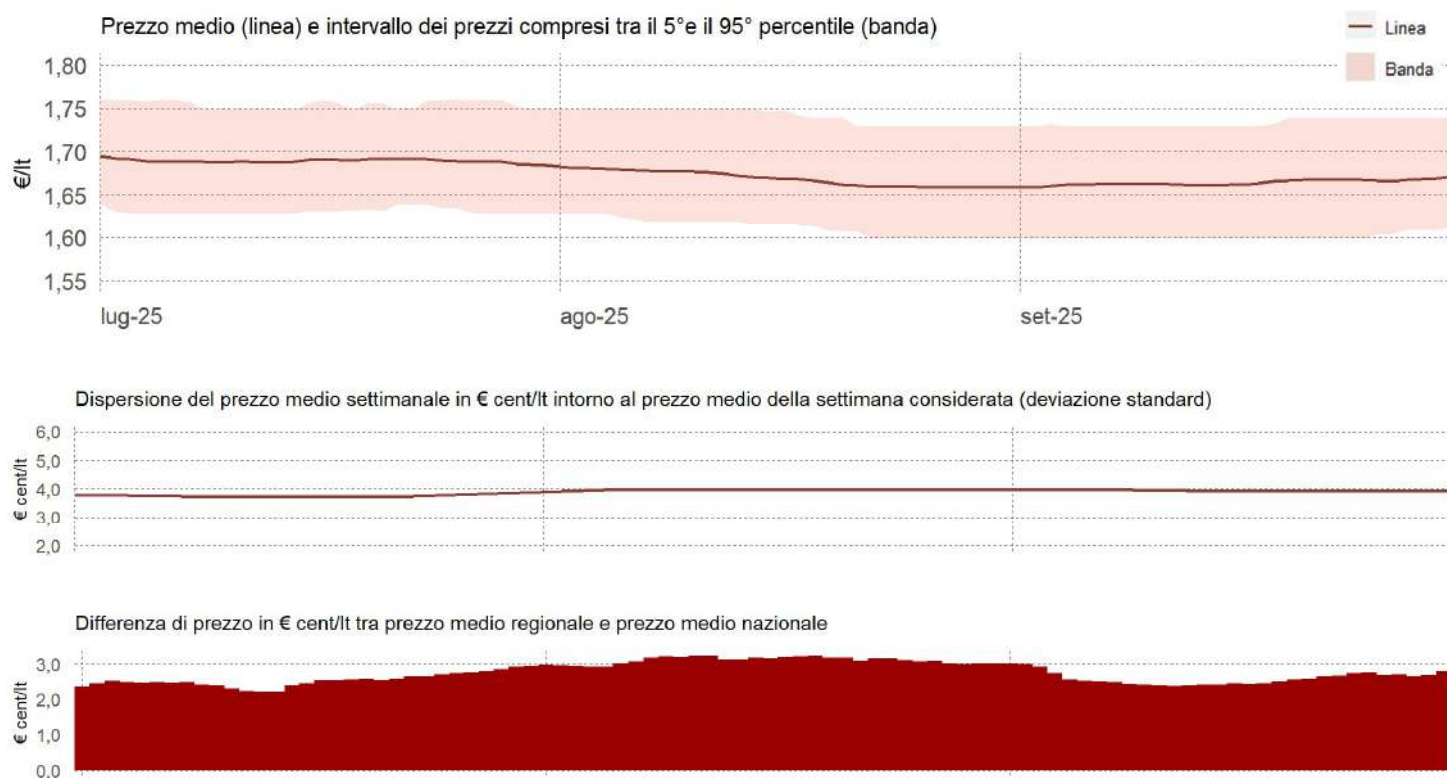 Prezzo medio (linea) e intervallo dei prezzi compresi tra il 5°e il 95° percentile (banda)
Linea
Banda
1,80
1,75
1,70
1,65
1,60
1,55
€/lt
lug-25
ago-25
set-25
Dispersione del prezzo medio settimanale in € cent/lt intorno al prezzo medio della settimana considerata (deviazione standard)
6,0
5,0
4,0
3,0
2,0
€ cent/lt
Differenza di prezzo in € cent/lt tra prezzo medio regionale e prezzo medio nazionale
3,0
2,0
1,0
0,0
€ cent/lt